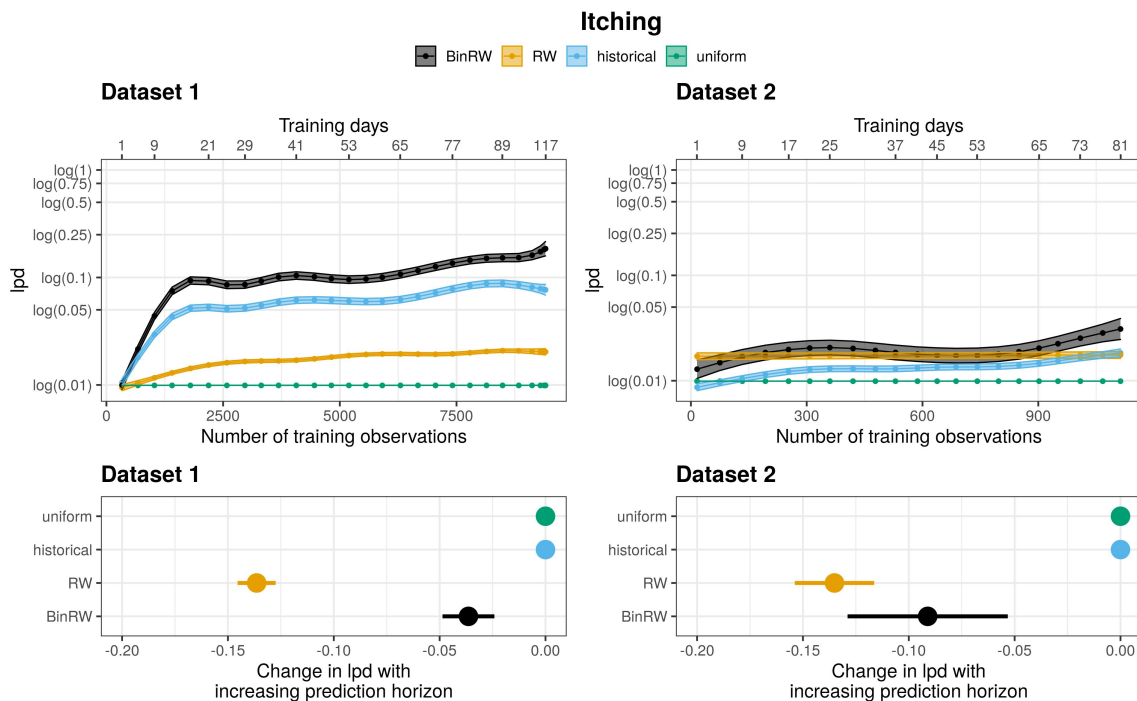 Itching
BinRW RW historical uniform
Dataset 1
Training days
1 9 21 29 41 53 65 77 89 117
log(1)
log(0.75)
log(0.5)
log(0.25)
log(0.1)
log(0.05)
log(0.01)
lpd
0 2500 5000 7500
Number of training observations
Dataset 2
Training days
1 9 17 25 37 45 53 65 73 81
log(1)
log(0.75)
log(0.5)
log(0.25)
log(0.1)
log(0.05)
log(0.01)
lpd
0 300 600 900
Number of training observations
Dataset 1
uniform
historical
RW
BinRW
-0.20 -0.15 -0.10 -0.05 0.00
Change in lpd with
increasing prediction horizon
Dataset 2
uniform
historical
RW
BinRW
-0.20 -0.15 -0.10 -0.05 0.00
Change in lpd with
increasing prediction horizon